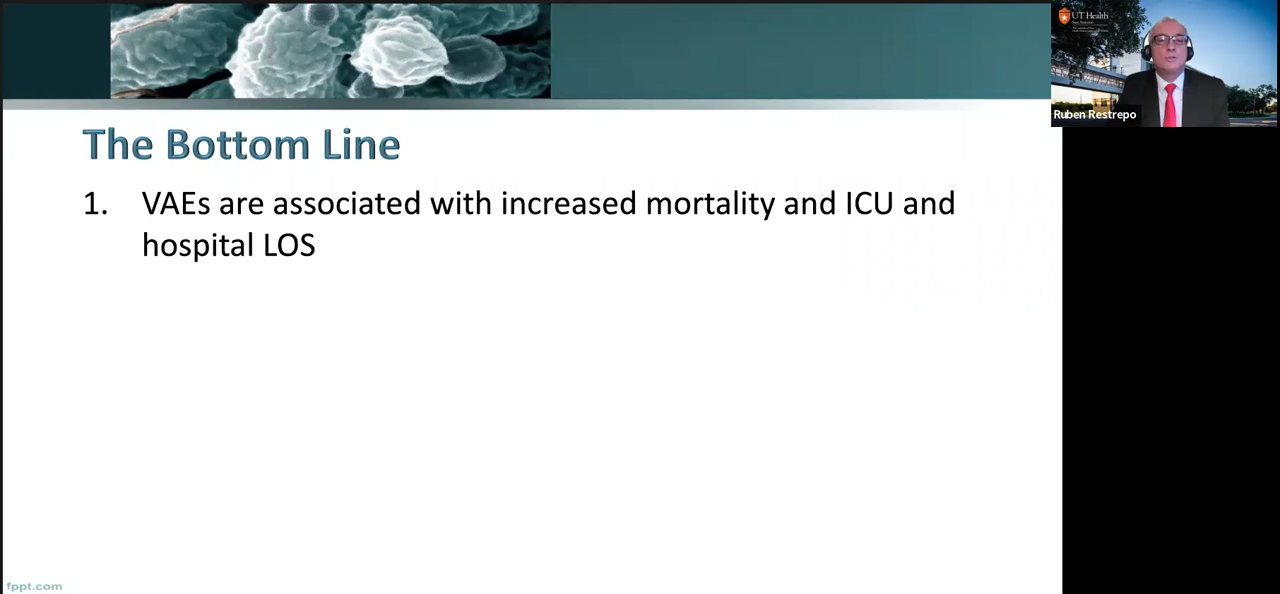 The Bottom Line
1. VAEs are associated with increased mortality and ICU and
hospital LOS
fppt.com
UT Health
San Antonio
Ruben Restrepo